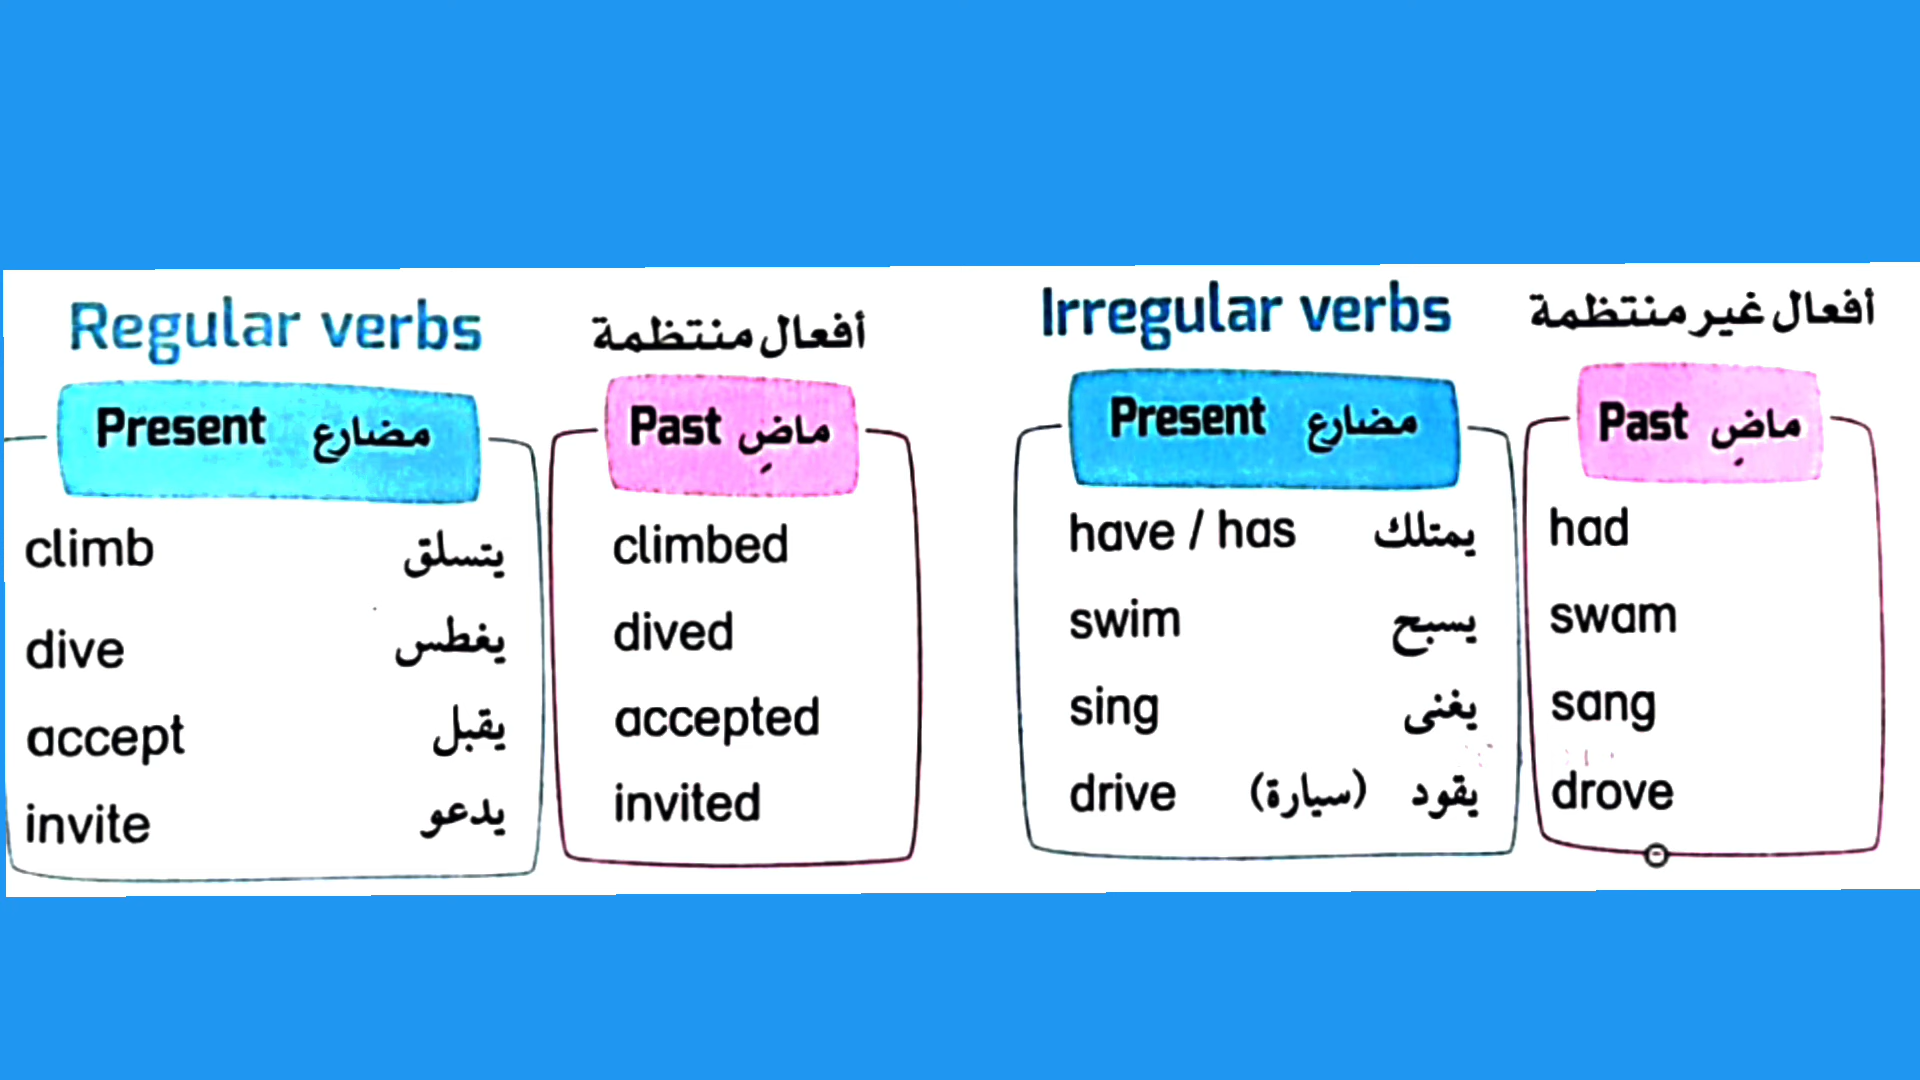 Regular verbs أفعال منتظمة
Present مضارع Past ماضٍ
climb يتسلق climbed
dive يغطس dived
accept يقبل accepted
invite يدعو invited
Irregular verbs أفعال غير منتظمة
Present مضارع Past ماضٍ
have / has يمتلك had
swim يسبح swam
sing يغنى sang
drive يقود (سيارة) drove